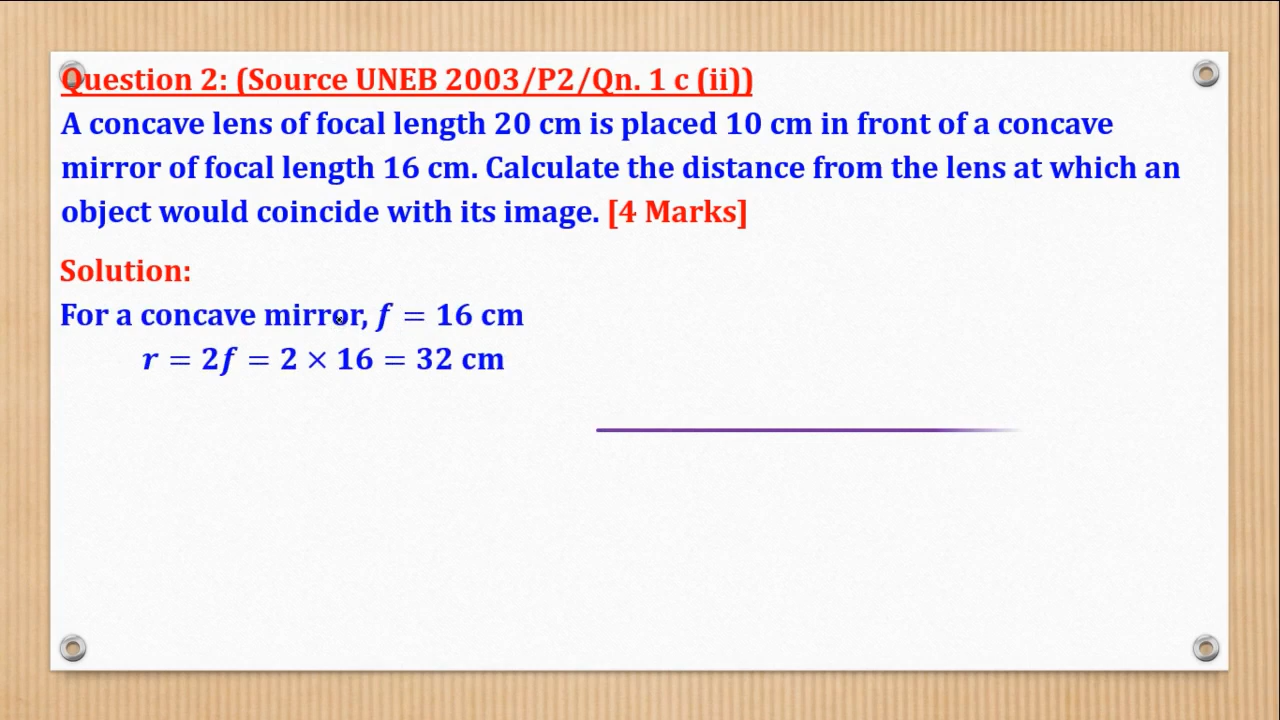 Question 2: (Source UNEB 2003/P2/Qn. 1 c (ii))
A concave lens of focal length 20 cm is placed 10 cm in front of a concave
mirror of focal length 16 cm. Calculate the distance from the lens at which an
object would coincide with its image. [4 Marks]
Solution:
For a concave mirror, f = 16 cm
r = 2f = 2 × 16 = 32 cm